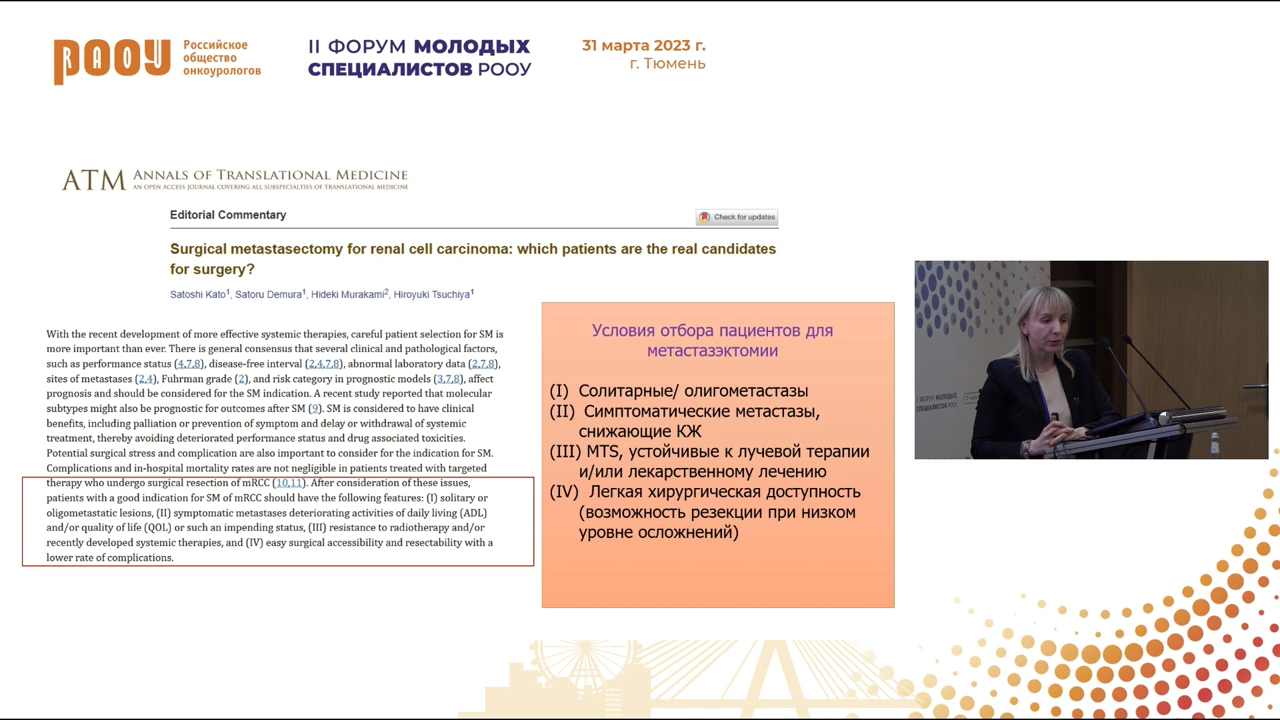 РООУ
RAOU
Российское
общество
онкоурологов
II ФОРУМ МОЛОДЫХ
СПЕЦИАЛИСТОВ РООУ
31 марта 2023 г.
г. Тюмень
ATM ANNALS OF TRANSLATIONAL MEDICINE
AN OPEN ACCESS JOURNAL COVERING ALL SUBSPECIALTIES OF TRANSLATIONAL MEDICINE
Editorial Commentary
Check for updates
Surgical metastasectomy for renal cell carcinoma: which patients are the real candidates
for surgery?
Satoshi Kato1, Satoru Demura1, Hideki Murakami2, Hiroyuki Tsuchiya1
With the recent development of more effective systemic therapies, careful patient selection for SM is
more important than ever. There is general consensus that several clinical and pathological factors,
such as performance status (4,7,8), disease-free interval (2,4,7,8), abnormal laboratory data (2,7,8),
sites of metastases (2,4), Fuhrman grade (2), and risk category in prognostic models (3,7,8), affect
prognosis and should be considered for the SM indication. A recent study reported that molecular
subtypes might also be prognostic for outcomes after SM (9). SM is considered to have clinical
benefits, including palliation or prevention of symptom and delay or withdrawal of systemic
treatment, thereby avoiding deteriorated performance status and drug associated toxicities.
Potential surgical stress and complication are also important to consider for the indication for SM.
Complications and in-hospital mortality rates are not negligible in patients treated with targeted
therapy who undergo surgical resection of mRCC (10,11). After consideration of these issues,
patients with a good indication for SM of mRCC should have the following features: (I) solitary or
oligometastatic lesions, (II) symptomatic metastases deteriorating activities of daily living (ADL)
and/or quality of life (QOL) or such an impending status, (III) resistance to radiotherapy and/or
recently developed systemic therapies, and (IV) easy surgical accessibility and resectability with a
lower rate of complications.
Условия отбора пациентов для
метастазэктомии
(I) Солитарные/ олигометастазы
(II) Симптоматические метастазы,
снижающие КЖ
(III) MTS, устойчивые к лучевой терапии
и/или лекарственному лечению
(IV) Легкая хирургическая доступность
(возможность резекции при низком
уровне осложнений)
II ФОРУМ МОЛОДЫХ
СПЕЦИАЛИСТОВ РООУ